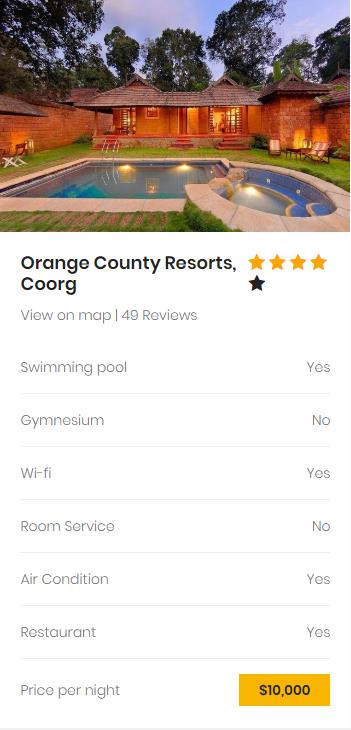 Orange County Resorts,
Coorg
View on map | 49 Reviews
Swimming pool Yes
Gymnesium No
Wi-fi Yes
Room Service No
Air Condition Yes
Restaurant Yes
Price per night $10,000